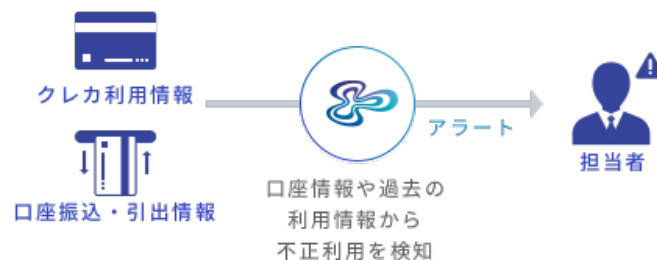 クレカ利用情報
口座振込・引出情報
口座情報や過去の
利用情報から
不正利用を検知
アラート
担当者